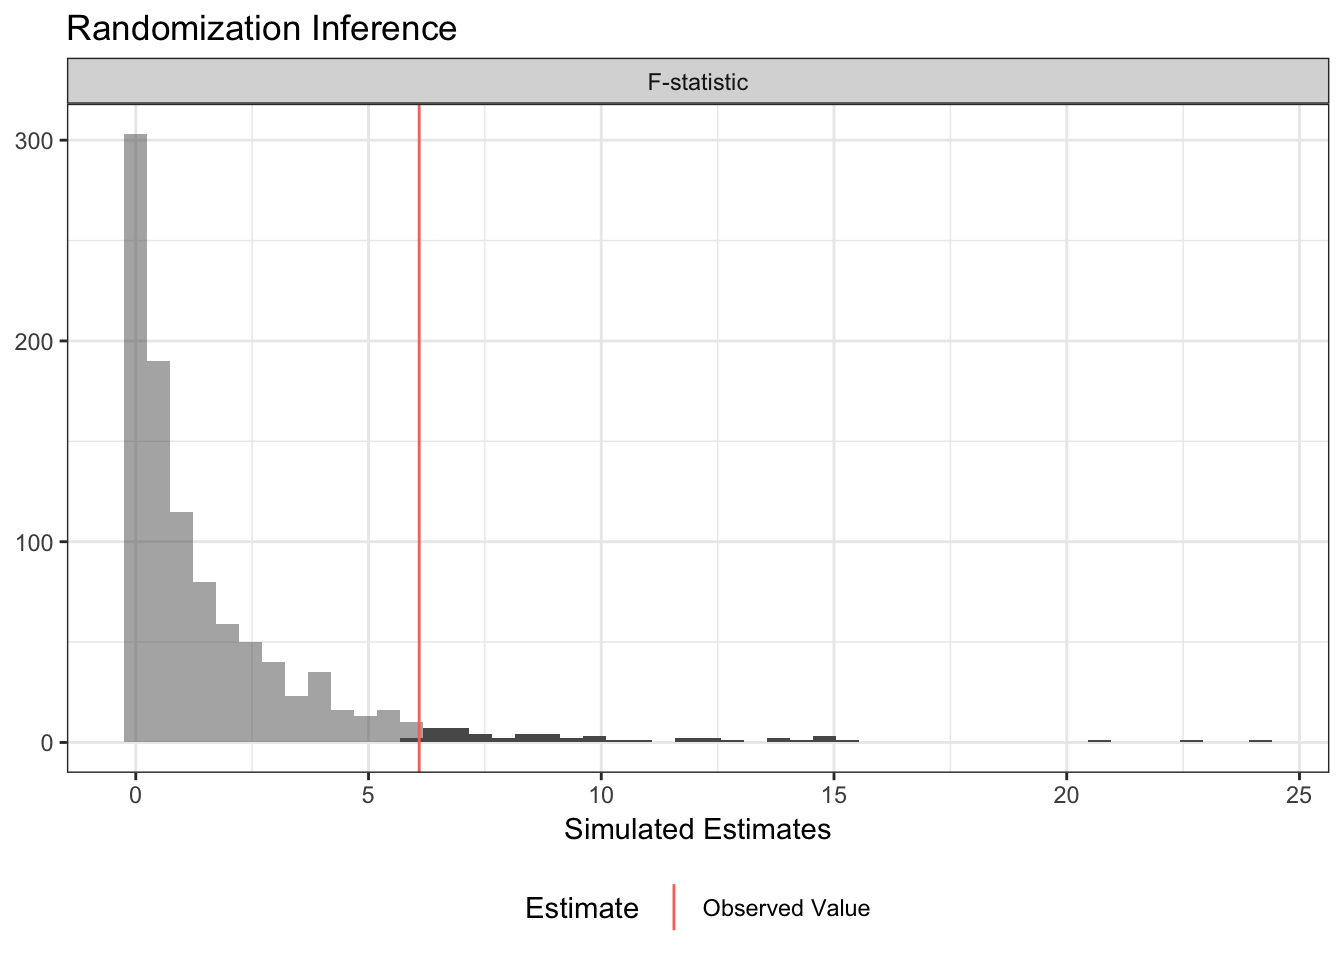 Randomization Inference
F-statistic
300
200
100
0
0 5 10 15 20 25
Simulated Estimates
Estimate Observed Value